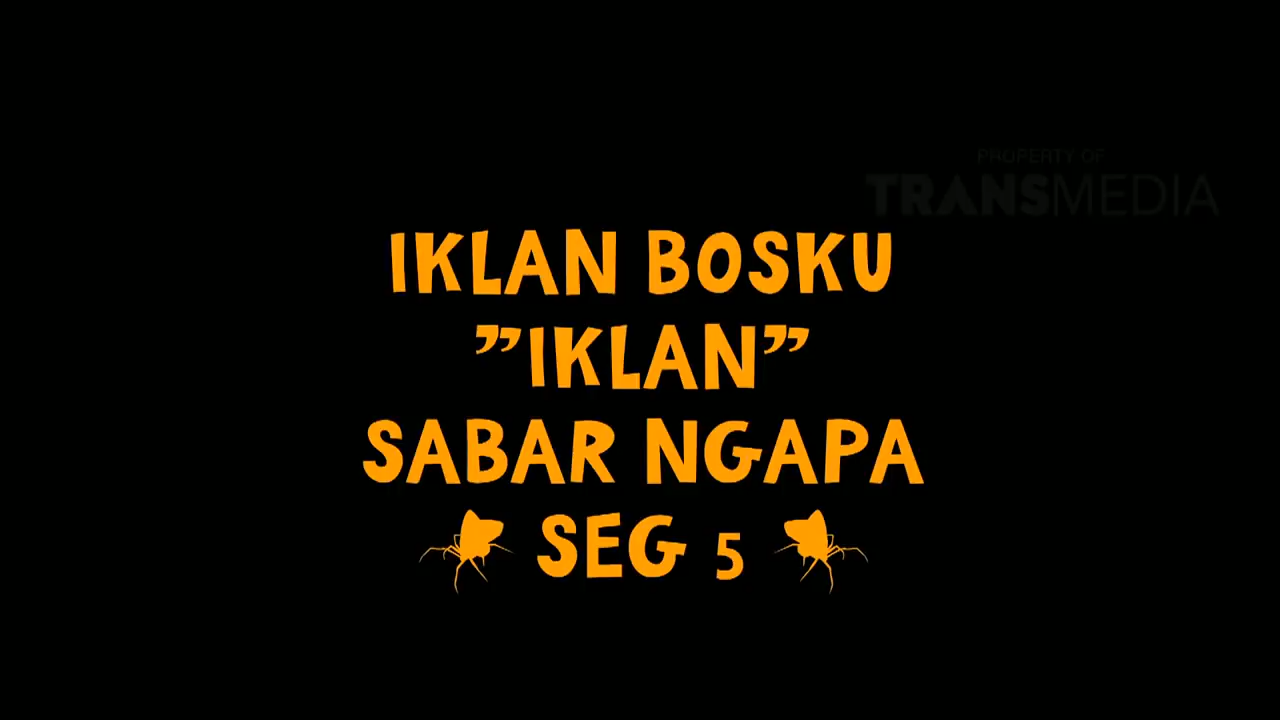 PROPERTY OF
TRANSMEDIA
IKLAN BOSKU
”IKLAN”
SABAR NGAPA
SEG 5